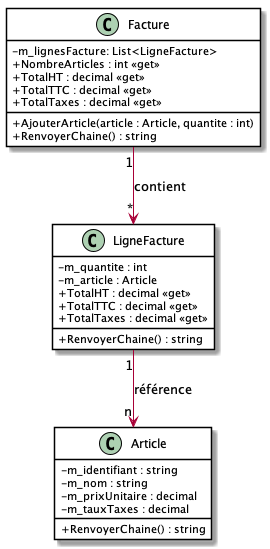 C Facture
-m_lignesFacture: List<LigneFacture>
+NombreArticles : int «get»
+TotalHT : decimal «get»
+TotalTTC : decimal «get»
+TotalTaxes : decimal «get»
+AjouterArticle(article : Article, quantite : int)
+RenvoyerChaine() : string
1
contient
*
C LigneFacture
-m_quantite : int
-m_article : Article
+TotalHT : decimal «get»
+TotalTTC : decimal «get»
+TotalTaxes : decimal «get»
+RenvoyerChaine() : string
1
référence
n
C Article
-m_identifiant : string
-m_nom : string
-m_prixUnitaire : decimal
-m_tauxTaxes : decimal
+RenvoyerChaine() : string